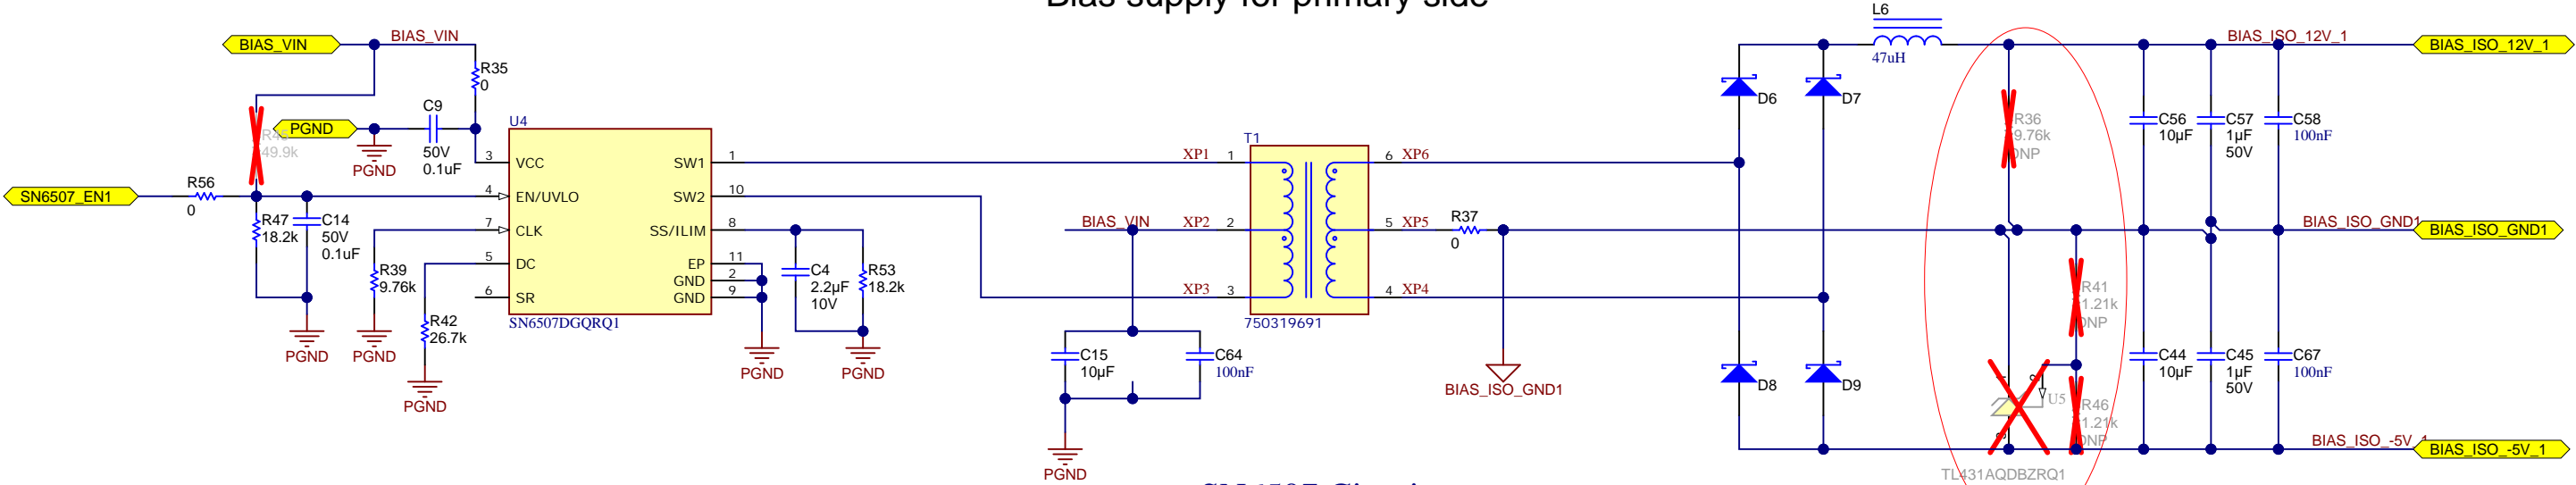 Bias supply for primary side
L6
47uH
BIAS_VIN
BIAS_VIN
R35
0
C9
50V
0.1uF
PGND
PGND
R45
49.9k
SN6507_EN1
R56
0
R47
18.2k
C14
50V
0.1uF
PGND
R39
9.76k
PGND
R42
26.7k
PGND
U4
3 VCC
4 EN/UVLO
7 CLK
5 DC
6 SR
SW1 1
SW2 10
SS/ILIM 8
EP 11
GND 2
GND 9
SN6507DGQRQ1
PGND
C4
2.2µF
10V
R53
18.2k
PGND
BIAS_VIN
C15
10µF
C64
100nF
PGND
T1
XP1 1
XP2 2
XP3 3
6 XP6
5 XP5
4 XP4
750319691
R37
0
BIAS_ISO_GND1
D6
D7
D8
D9
R36
9.76k
DNP
R41
1.21k
DNP
R46
1.21k
DNP
U5
TL431AQDBZRQ1
C56
10µF
C57
1µF
50V
C58
100nF
C44
10µF
C45
1µF
50V
C67
100nF
BIAS_ISO_12V_1
BIAS_ISO_12V_1
BIAS_ISO_GND1
BIAS_ISO_GND1
BIAS_ISO_-5V_1
BIAS_ISO_-5V_1